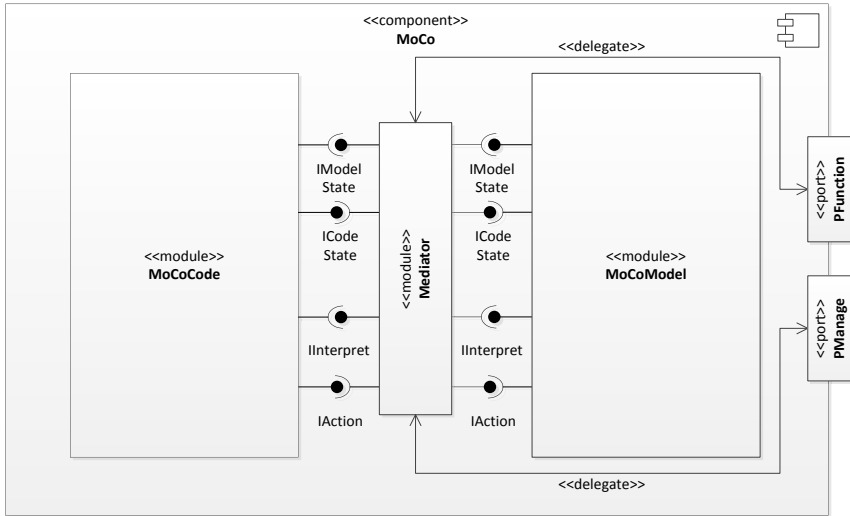 <<component>>
MoCo
<<delegate>>
<<port>>
PFunction
<<port>>
PManage
<<module>>
MoCoCode
IModel
State
ICode
State
IInterpret
IAction
<<module>>
Mediator
IModel
State
ICode
State
IInterpret
IAction
<<module>>
MoCoModel
<<delegate>>